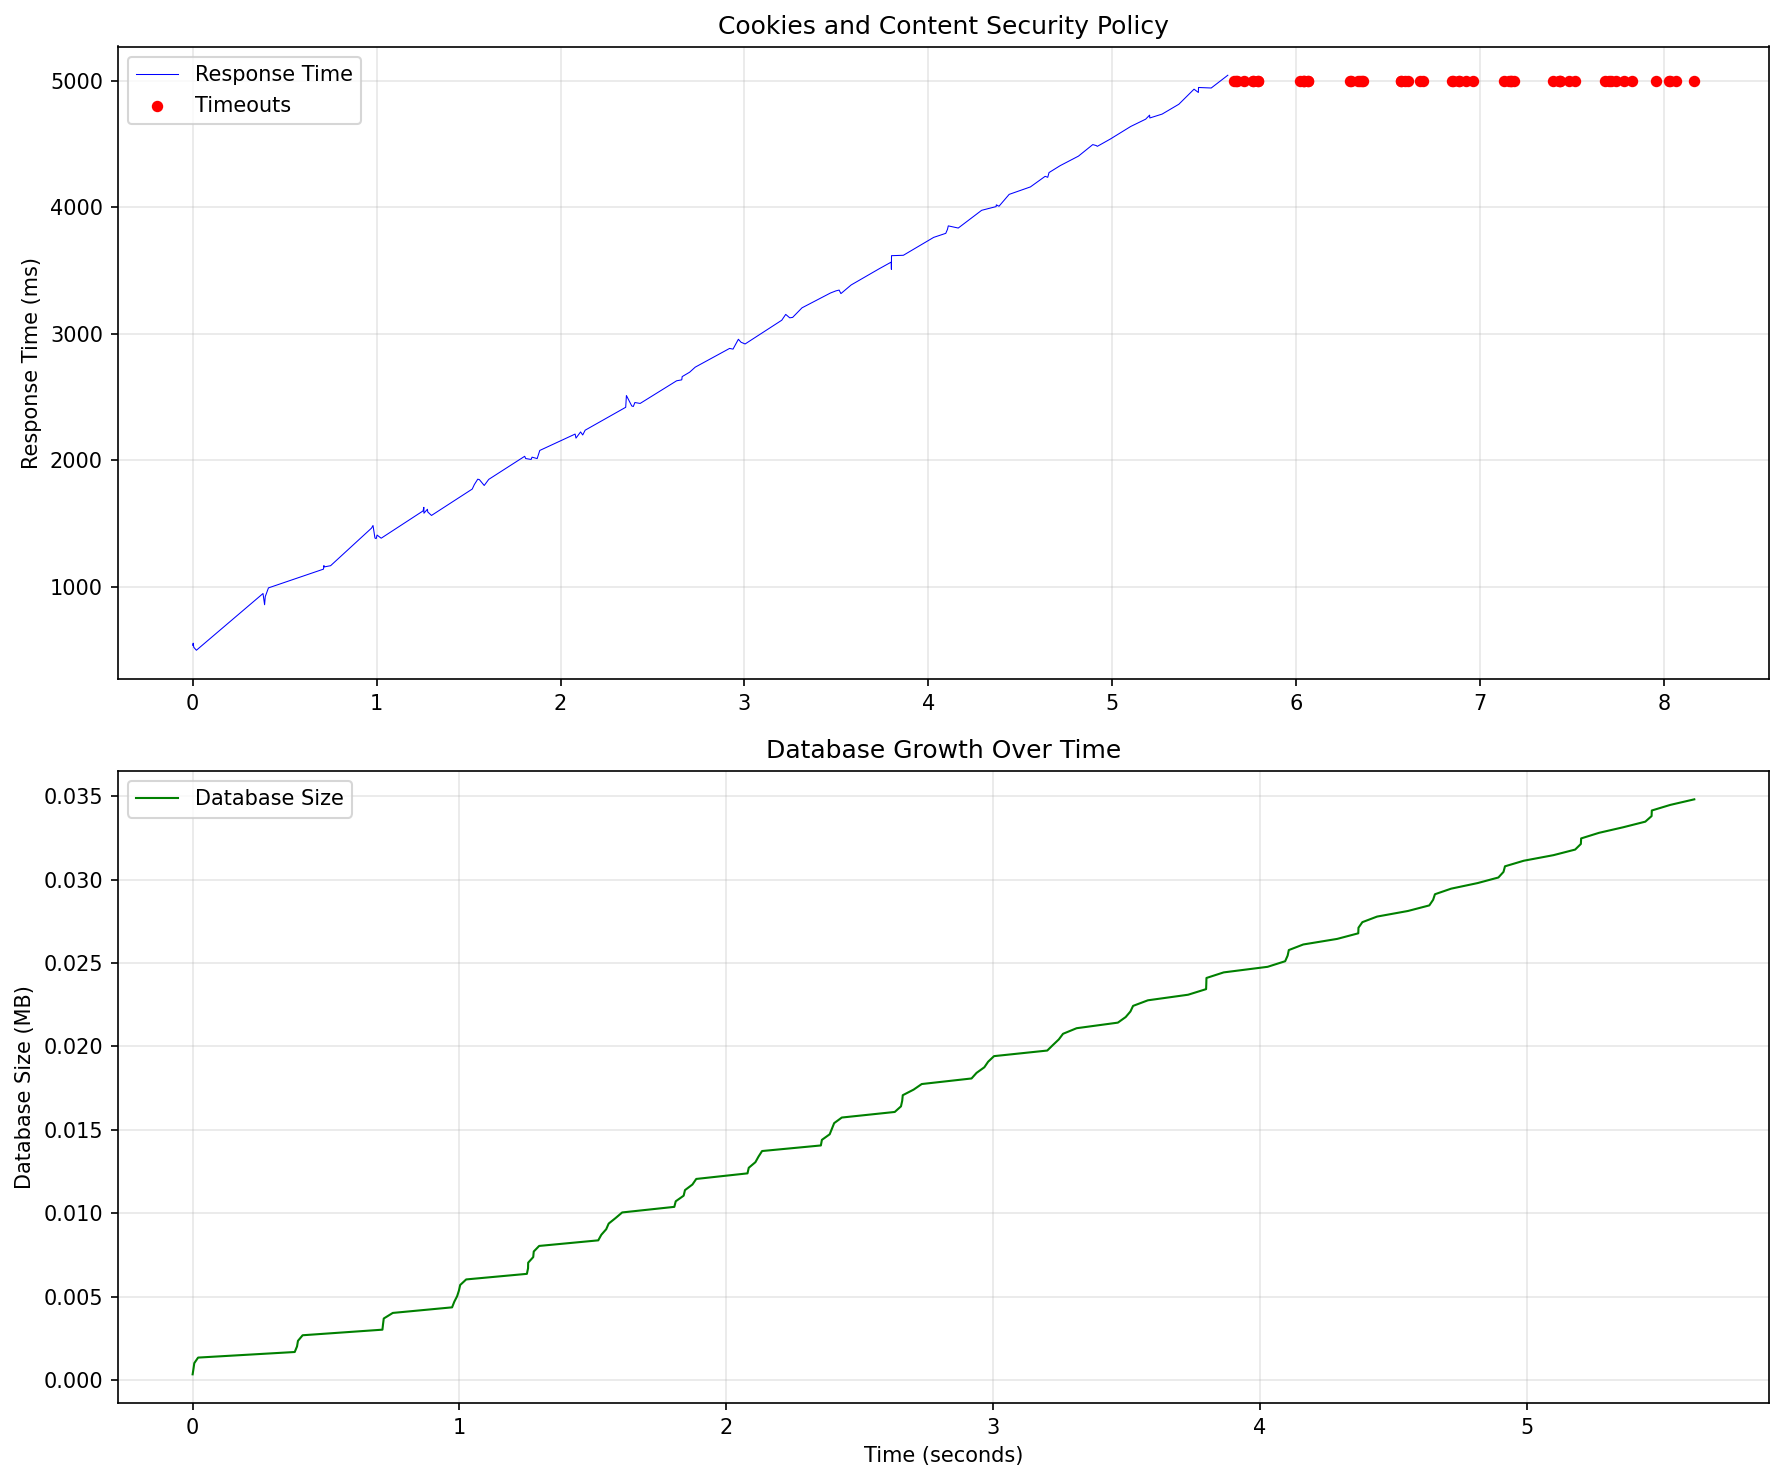 Cookies and Content Security Policy
Response Time
Timeouts
Response Time (ms)
5000
4000
3000
2000
1000
0 1 2 3 4 5 6 7 8
Database Growth Over Time
Database Size
Database Size (MB)
0.035
0.030
0.025
0.020
0.015
0.010
0.005
0.000
0 1 2 3 4 5
Time (seconds)